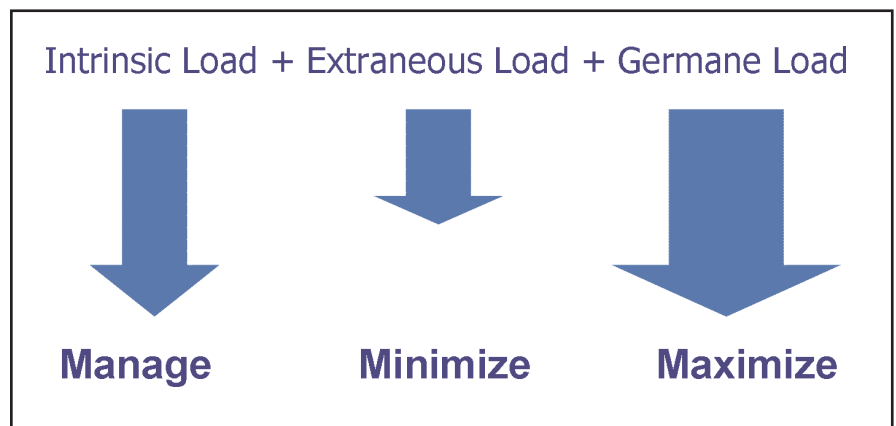 Intrinsic Load + Extraneous Load + Germane Load
Manage Minimize Maximize